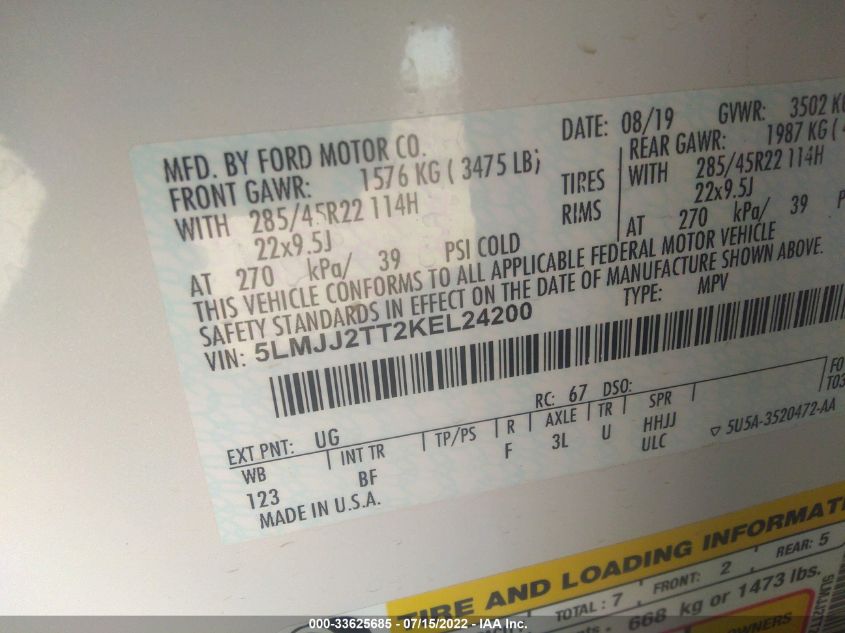 MFD. BY FORD MOTOR CO.
DATE: 08/19 GVWR: 3502 KG
FRONT GAWR: 1576 KG ( 3475 LB)
REAR GAWR: 1987 KG (
WITH 285/45R22 114H TIRES WITH 285/45R22 114H
22x9.5J RIMS 22x9.5J
AT 270 kPa/ 39 PSI COLD AT 270 kPa/ 39
THIS VEHICLE CONFORMS TO ALL APPLICABLE FEDERAL MOTOR VEHICLE
SAFETY STANDARDS IN EFFECT ON THE DATE OF MANUFACTURE SHOWN ABOVE.
VIN: 5LMJJ2TT2KEL24200 TYPE: MPV
EXT PNT: UG RC: 67 DSO:
WB INT TR TP/PS R AXLE TR SPR
123 BF F 3L U HHJJ
ULC
▽ 5U5A-3520472-AA
MADE IN U.S.A.
TIRE AND LOADING INFORMATI
TOTAL : 7 FRONT: 2 REAR: 5
668 kg or 1473 lbs.
OWNERS
000-33625685 - 07/15/2022 - IAA Inc.